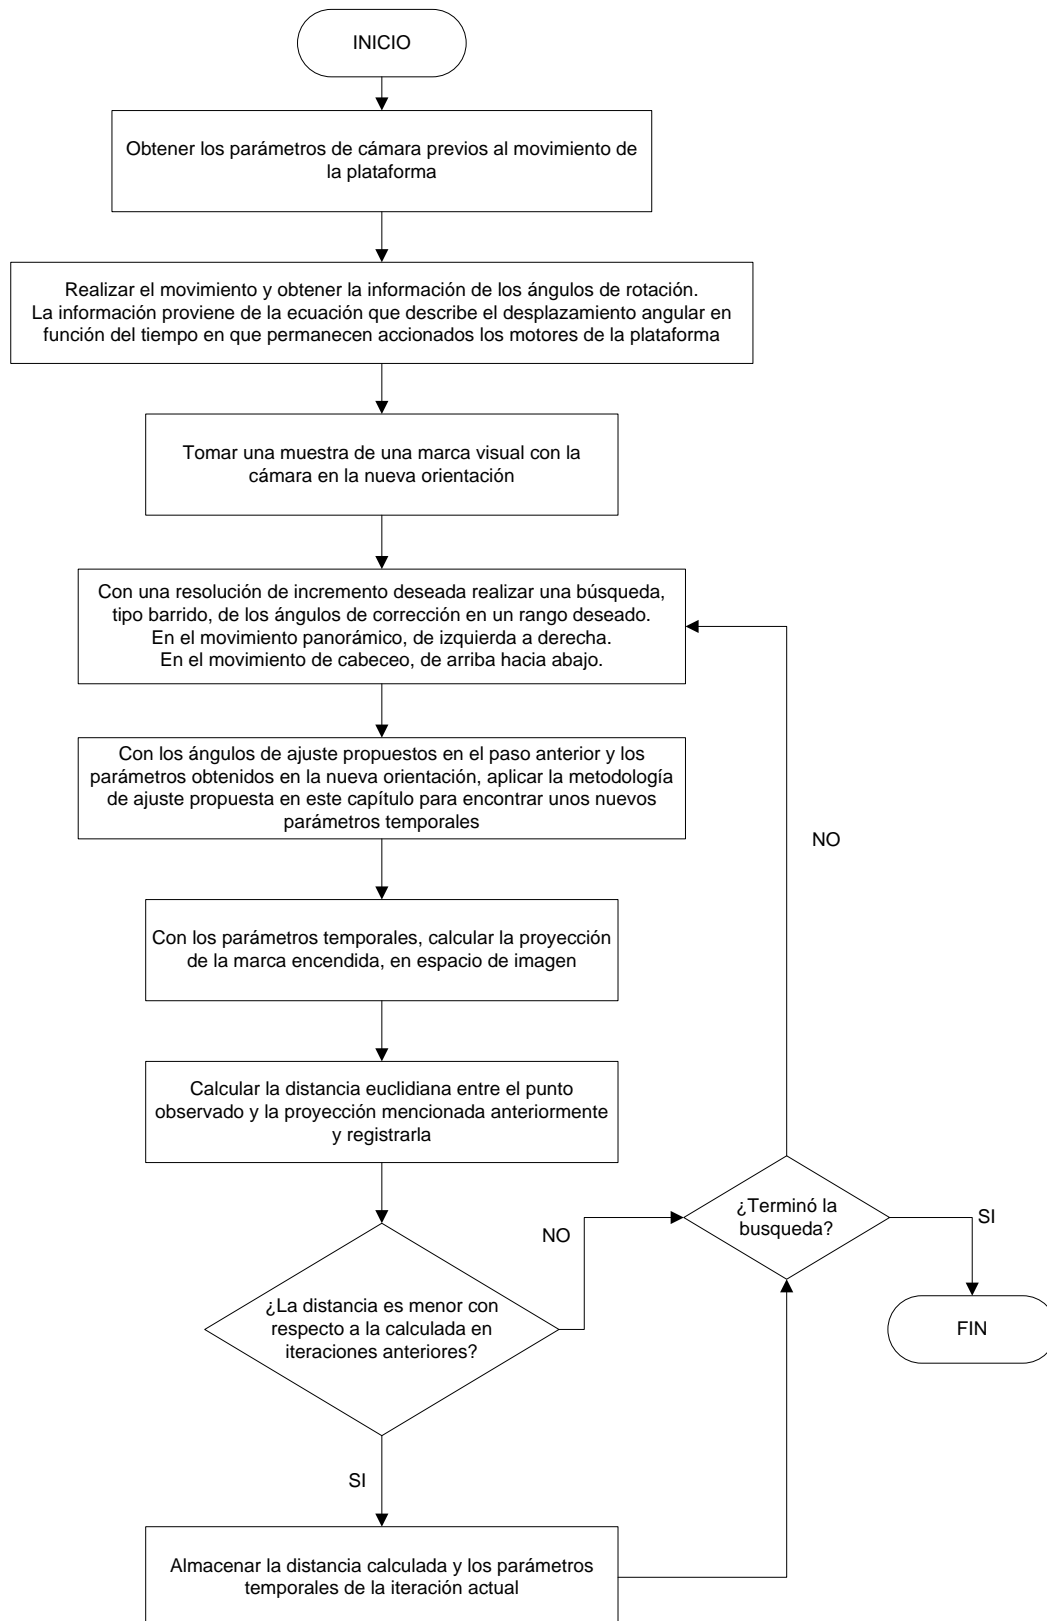 INICIO
Obtener los parámetros de cámara previos al movimiento de
la plataforma
Realizar el movimiento y obtener la información de los ángulos de rotación.
La información proviene de la ecuación que describe el desplazamiento angular en
función del tiempo en que permanecen accionados los motores de la plataforma
Tomar una muestra de una marca visual con la
cámara en la nueva orientación
Con una resolución de incremento deseada realizar una búsqueda,
tipo barrido, de los ángulos de corrección en un rango deseado.
En el movimiento panorámico, de izquierda a derecha.
En el movimiento de cabeceo, de arriba hacia abajo.
Con los ángulos de ajuste propuestos en el paso anterior y los
parámetros obtenidos en la nueva orientación, aplicar la metodología
de ajuste propuesta en este capítulo para encontrar unos nuevos
parámetros temporales
NO
Con los parámetros temporales, calcular la proyección
de la marca encendida, en espacio de imagen
Calcular la distancia euclidiana entre el punto
observado y la proyección mencionada anteriormente
y registrarla
¿Terminó la
busqueda?
SI
NO
¿La distancia es menor con
respecto a la calculada en
iteraciones anteriores?
FIN
SI
Almacenar la distancia calculada y los parámetros
temporales de la iteración actual